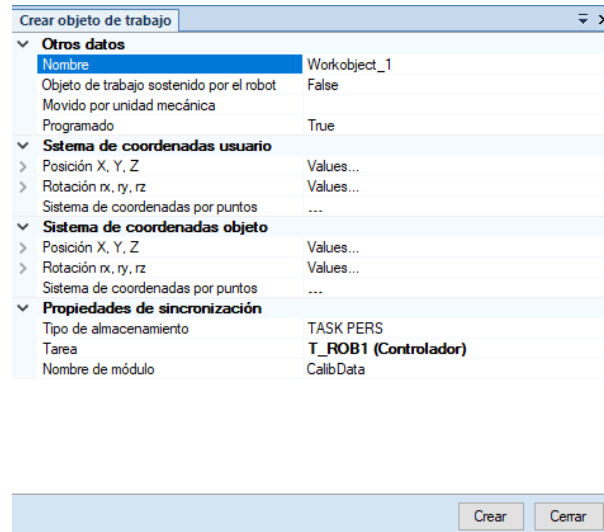 Crear objeto de trabajo
Otros datos
Nombre Workobject_1
Objeto de trabajo sostenido por el robot False
Movido por unidad mecánica
Programado True
Sstema de coordenadas usuario
Posición X, Y, Z Values...
Rotación rx, ry, rz Values...
Sistema de coordenadas por puntos ...
Sistema de coordenadas objeto
Posición X, Y, Z Values...
Rotación rx, ry, rz Values...
Sistema de coordenadas por puntos ...
Propiedades de sincronización
Tipo de almacenamiento TASK PERS
Tarea T_ROB1 (Controlador)
Nombre de módulo CalibData
Crear Cerrar